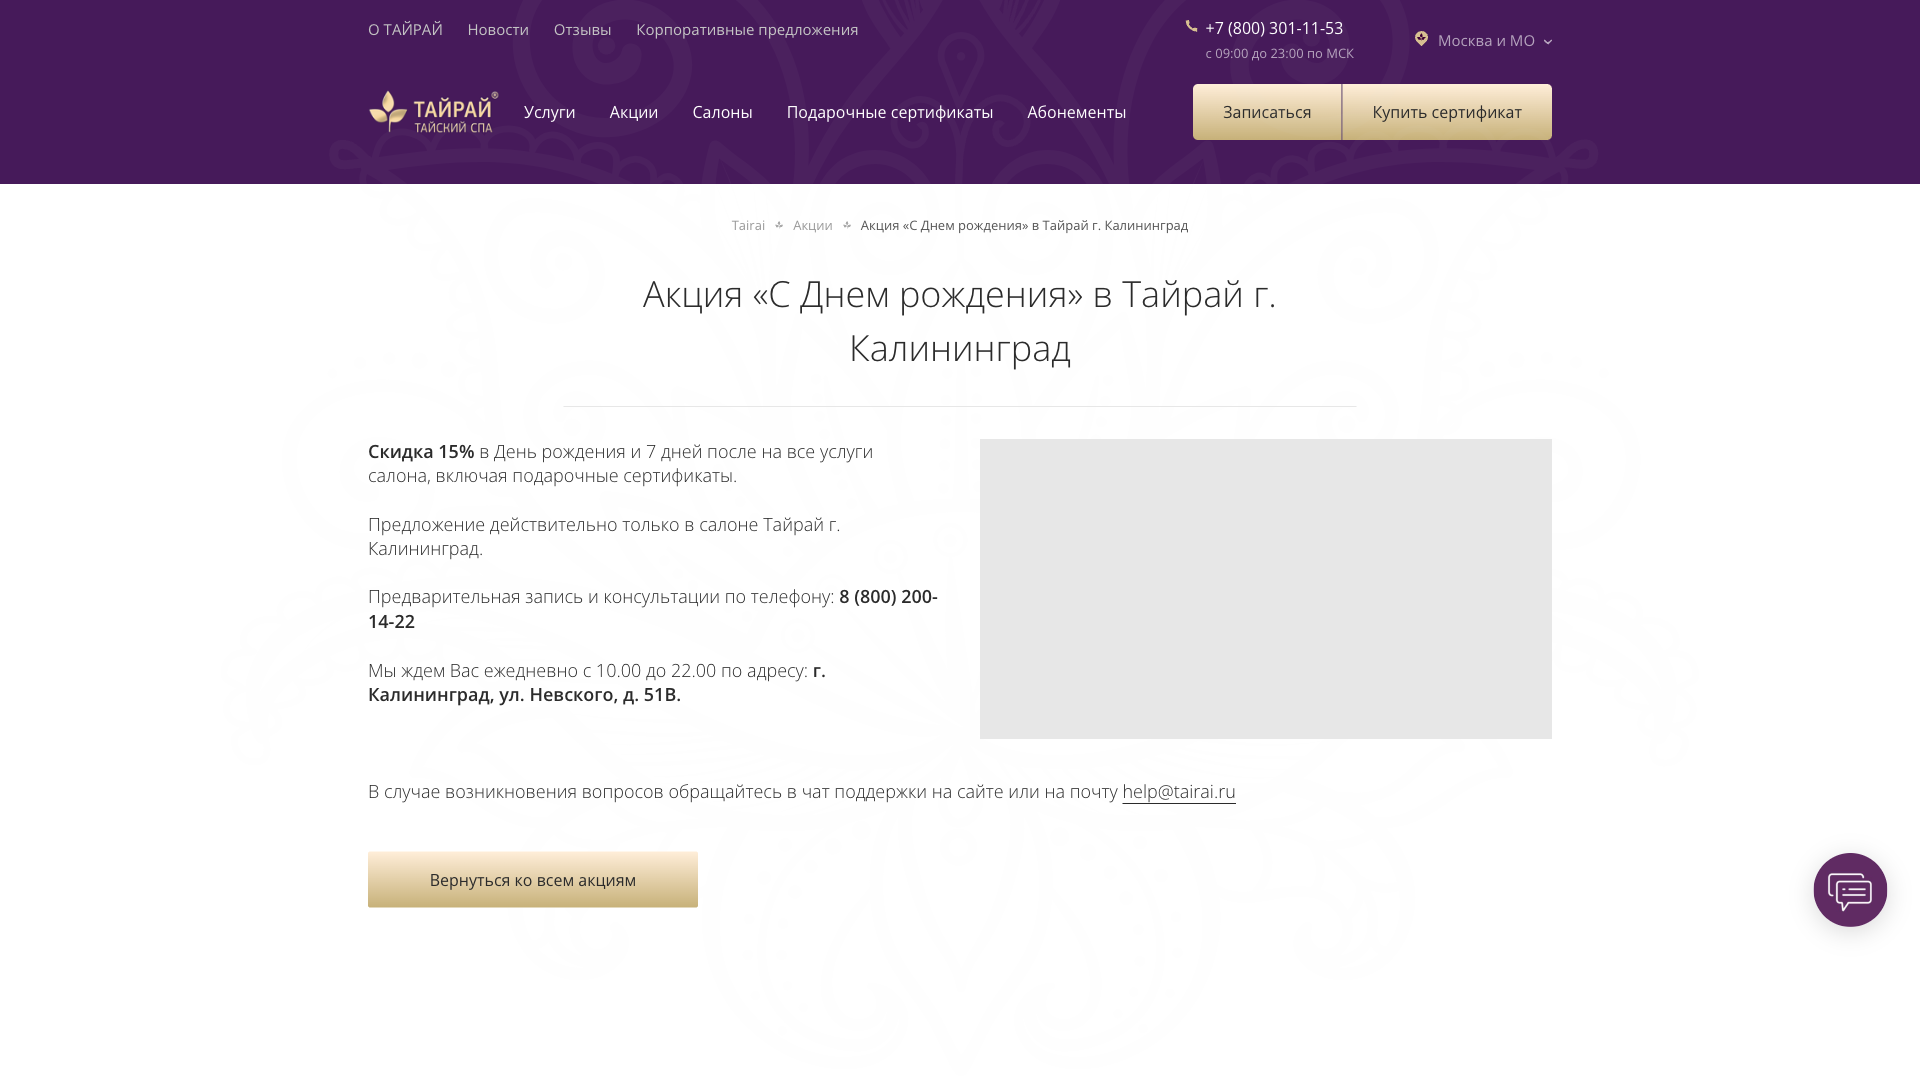 О ТАЙРАЙ
Новости
Отзывы
Корпоративные предложения
+7 (800) 301-11-53
с 09:00 до 23:00 по МСК
Москва и МО
ТАЙРАЙ®
ТАЙСКИЙ СПА
Услуги
Акции
Салоны
Подарочные сертификаты
Абонементы
Записаться
Купить сертификат
Tairai
Акции
Акция «С Днем рождения» в Тайрай г. Калининград
Акция «С Днем рождения» в Тайрай г.
Калининград
Скидка 15% в День рождения и 7 дней после на все услуги
салона, включая подарочные сертификаты.
Предложение действительно только в салоне Тайрай г.
Калининград.
Предварительная запись и консультации по телефону: 8 (800) 200-
14-22
Мы ждем Вас ежедневно с 10.00 до 22.00 по адресу: г.
Калининград, ул. Невского, д. 51В.
В случае возникновения вопросов обращайтесь в чат поддержки на сайте или на почту help@tairai.ru
Вернуться ко всем акциям